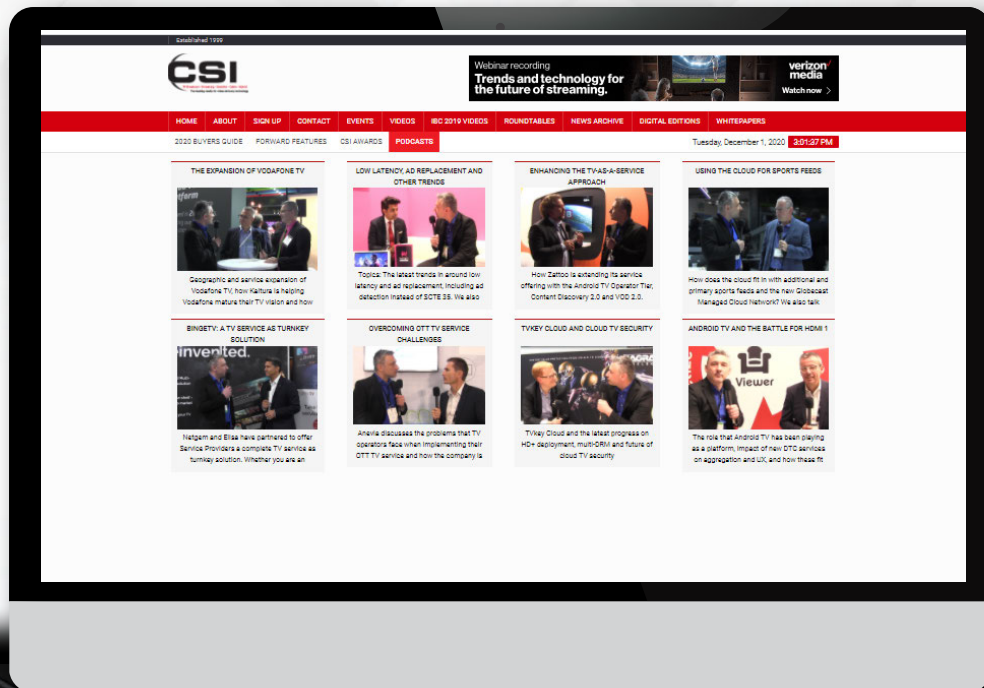 Established 1999
CSI
Webinar recording
Trends and technology for
the future of streaming.
verizon
media
Watch now
HOME ABOUT SIGN UP CONTACT EVENTS VIDEOS IBC 2019 VIDEOS ROUNDTABLES NEWS ARCHIVE DIGITAL EDITIONS WHITEPAPERS
2020 BUYERS GUIDE FORWARD FEATURES CSI AWARDS PODCASTS
Tuesday, December 1, 2020 3:01:37 PM
THE EXPANSION OF VODAFONE TV
Geographic and service expansion of
Vodafone TV, how Kaltura is helping
Vodafone mature their TV vision and how
LOW LATENCY, AD REPLACEMENT AND
OTHER TRENDS
Topics: The latest trends in around low
latency and ad replacement, including ad
detection instead of SCTE 35. We also
ENHANCING THE TV-AS-A-SERVICE
APPROACH
How Zattoo is extending its service
offering with the Android TV Operator Tier,
Content Discovery 2.0 and VOD 2.0.
USING THE CLOUD FOR SPORTS FEEDS
How does the cloud fit in with additional and
primary sports feeds and the new Globecast
Managed Cloud Network? We also talk
BINGETV: A TV SERVICE AS TURNKEY
SOLUTION
invented.
Netgem and Elisa have partnered to offer
Service Providers a complete TV service as
turnkey solution. Whether you are an
OVERCOMING OTT TV SERVICE
CHALLENGES
Anevia discusses the problems that TV
operators face when implementing their
OTT TV service and how the company is
TVKEY CLOUD AND CLOUD TV SECURITY
TVkey Cloud and the latest progress on
HD+ deployment, multi-DRM and future of
cloud TV security
ANDROID TV AND THE BATTLE FOR HDMI 1
Viewer
The role that Android TV has been playing
as a platform, impact of new DTC services
on aggregation and UX, and how these fit